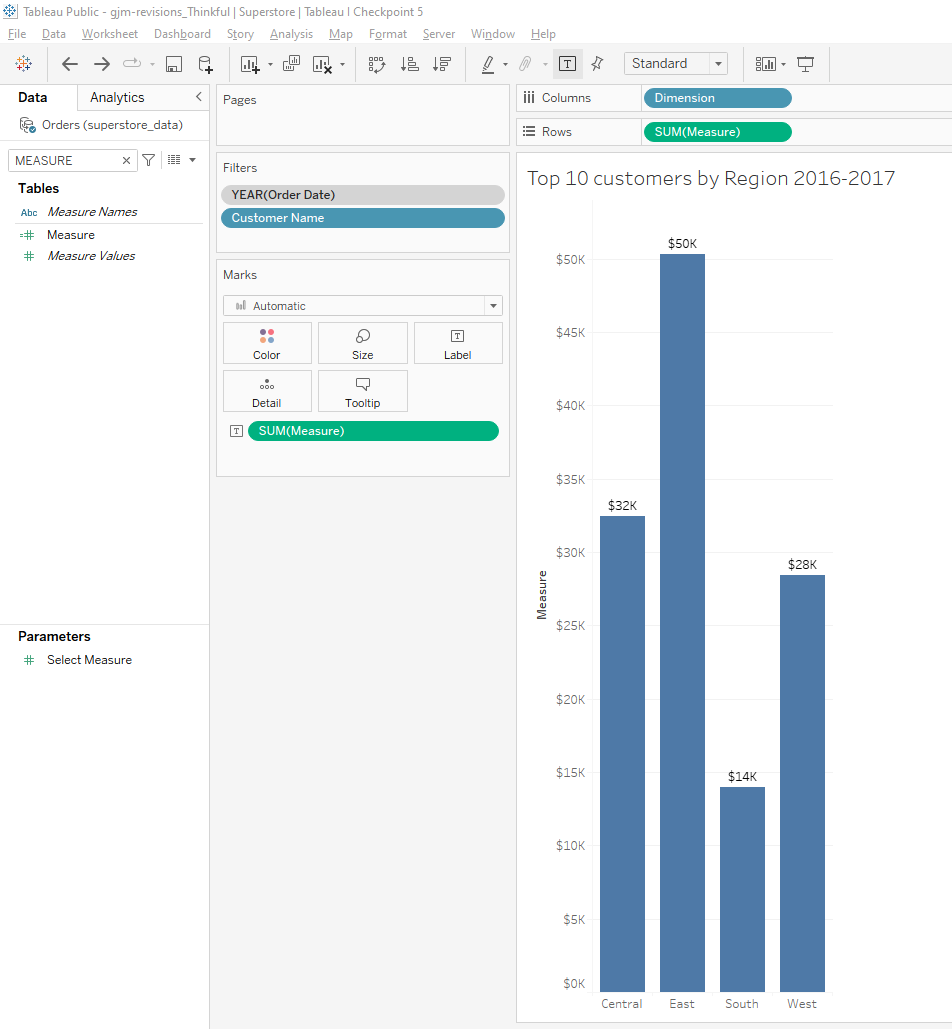 Tableau Public - gjm-revisions_Thinkful | Superstore | Tableau | Checkpoint 5
File Data Worksheet Dashboard Story Analysis Map Format Server Window Help
Standard
Data Analytics
Orders (superstore_data)
MEASURE
Tables
Abc Measure Names
Measure
Measure Values
Parameters
Select Measure
Pages
Filters
YEAR(Order Date)
Customer Name
Marks
Automatic
Color Size Label
Detail Tooltip
SUM(Measure)
Columns Dimension
Rows SUM(Measure)
Top 10 customers by Region 2016-2017
Measure
$50K
$45K
$40K
$35K
$30K
$25K
$20K
$15K
$10K
$5K
$0K
$32K
$50K
$14K
$28K
Central East South West